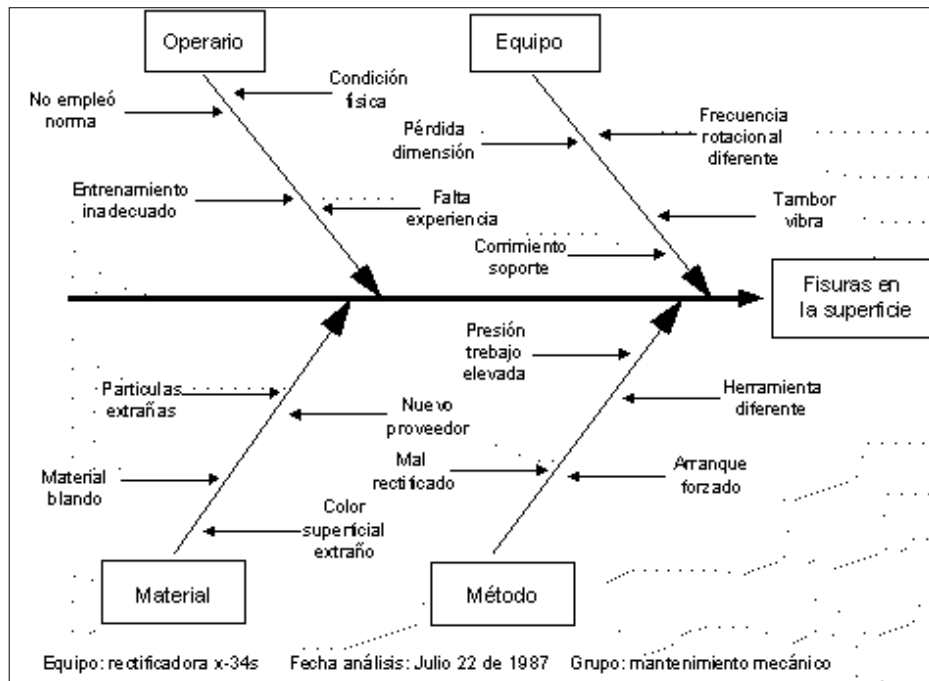 Operario
Equipo
Condición
física
No empleó
norma
Entrenamiento
inadecuado
Falta
experiencia
Pérdida
dimensión
Frecuencia
rotacional
diferente
Tambor
vibra
Corrimiento
soporte
Fisuras en
la superficie
Particulas
extrañas
Nuevo
proveedor
Material
blando
Color
superficial
extraño
Presión
trebajo
elevada
Herramienta
diferente
Mal
rectificado
Arranque
forzado
Material
Método
Equipo: rectificadora x-34s Fecha análisis: Julio 22 de 1987 Grupo: mantenimiento mecánico